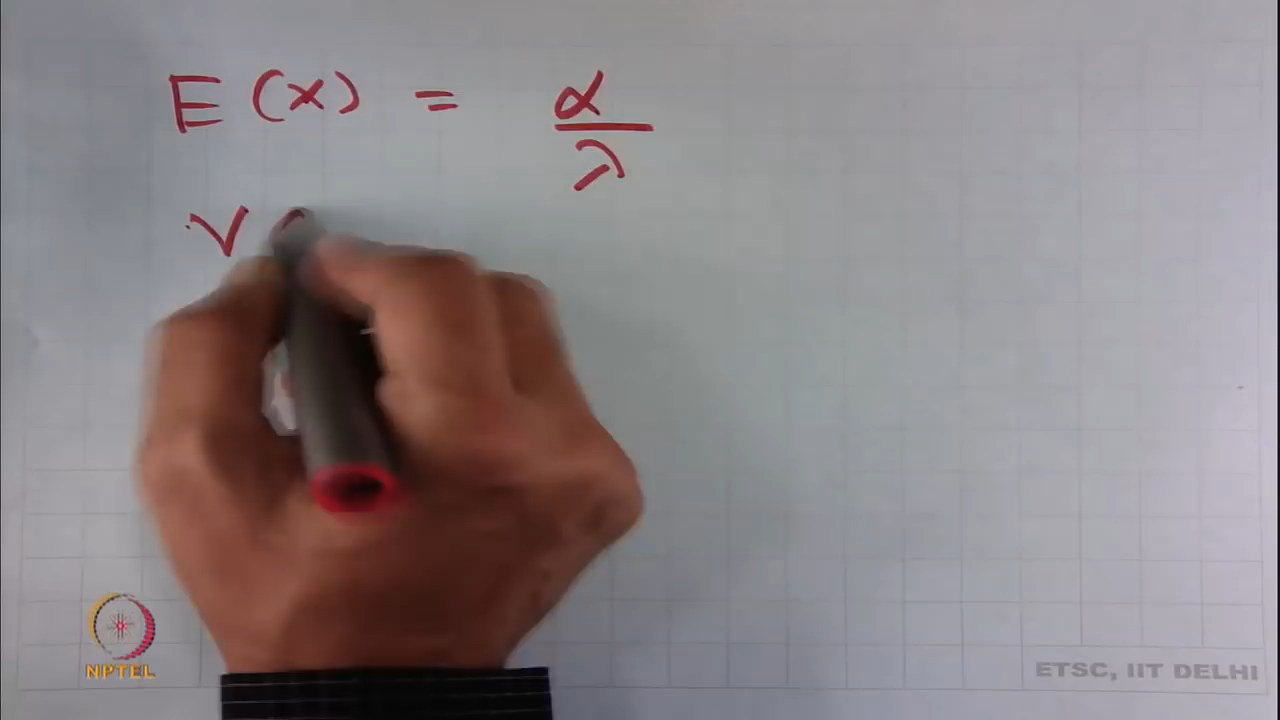 E (x) = α / λ
V
NPTEL
ETSC, IIT DELHI